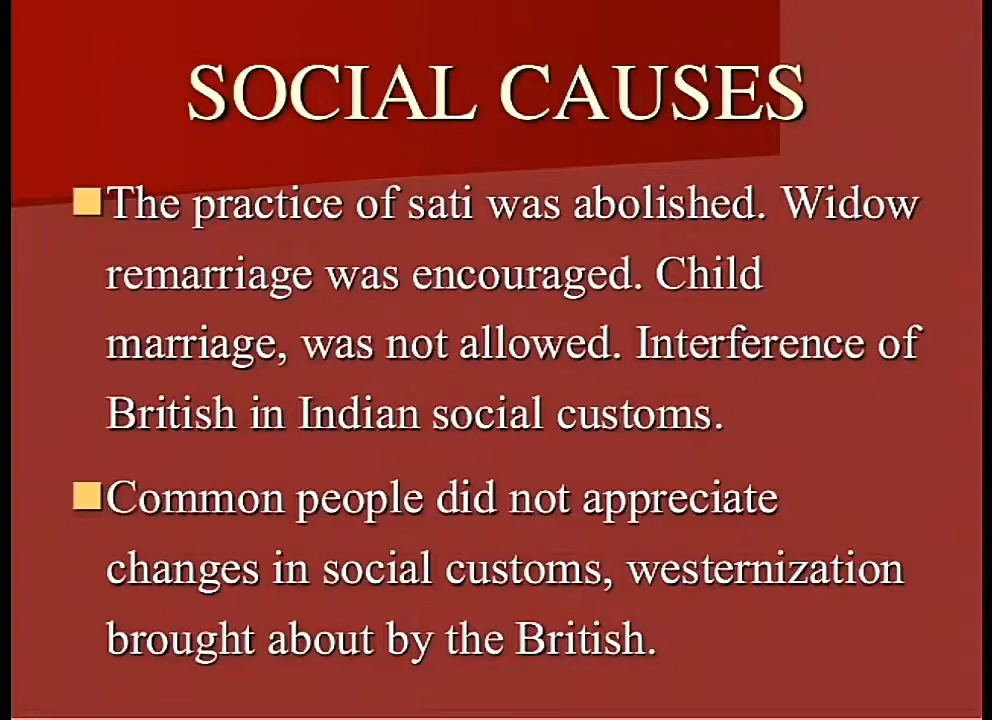 SOCIAL CAUSES
The practice of sati was abolished. Widow
remarriage was encouraged. Child
marriage, was not allowed. Interference of
British in Indian social customs.
Common people did not appreciate
changes in social customs, westernization
brought about by the British.